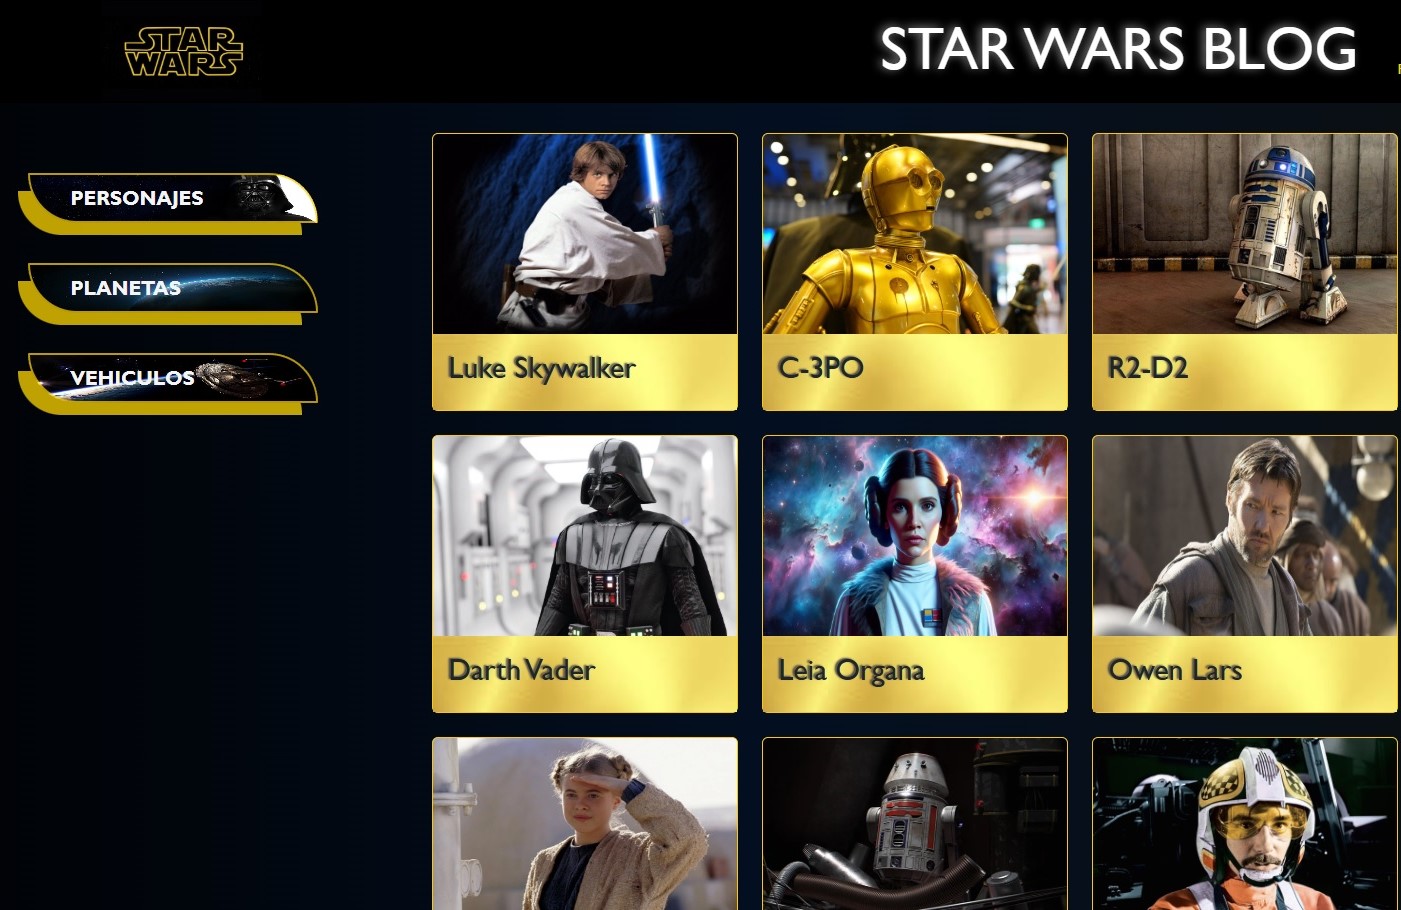 STAR
WARS
STAR WARS BLOG
PERSONAJES
PLANETAS
VEHICULOS
Luke Skywalker
C-3PO
R2-D2
Darth Vader
Leia Organa
Owen Lars